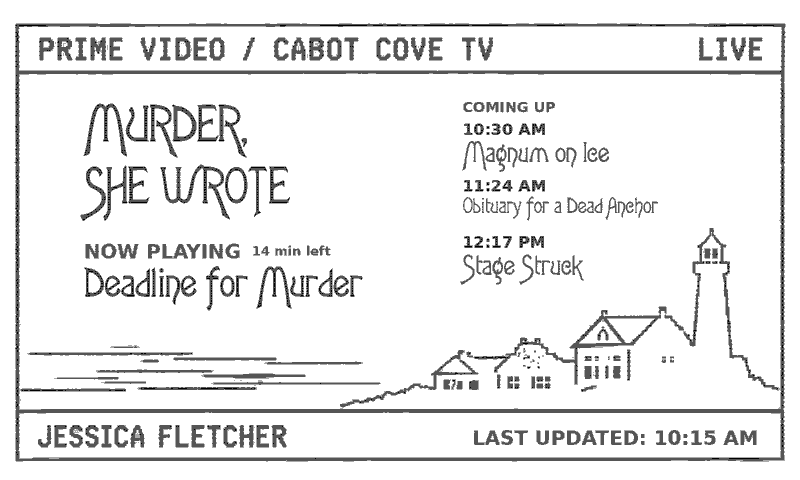 PRIME VIDEO / CABOT COVE TV
LIVE
MURDER,
SHE WROTE
NOW PLAYING 14 min left
Deadline for Murder
COMING UP
10:30 AM
Magnum on Ice
11:24 AM
Obituary for a Dead Anchor
12:17 PM
Stage Struck
JESSICA FLETCHER
LAST UPDATED: 10:15 AM